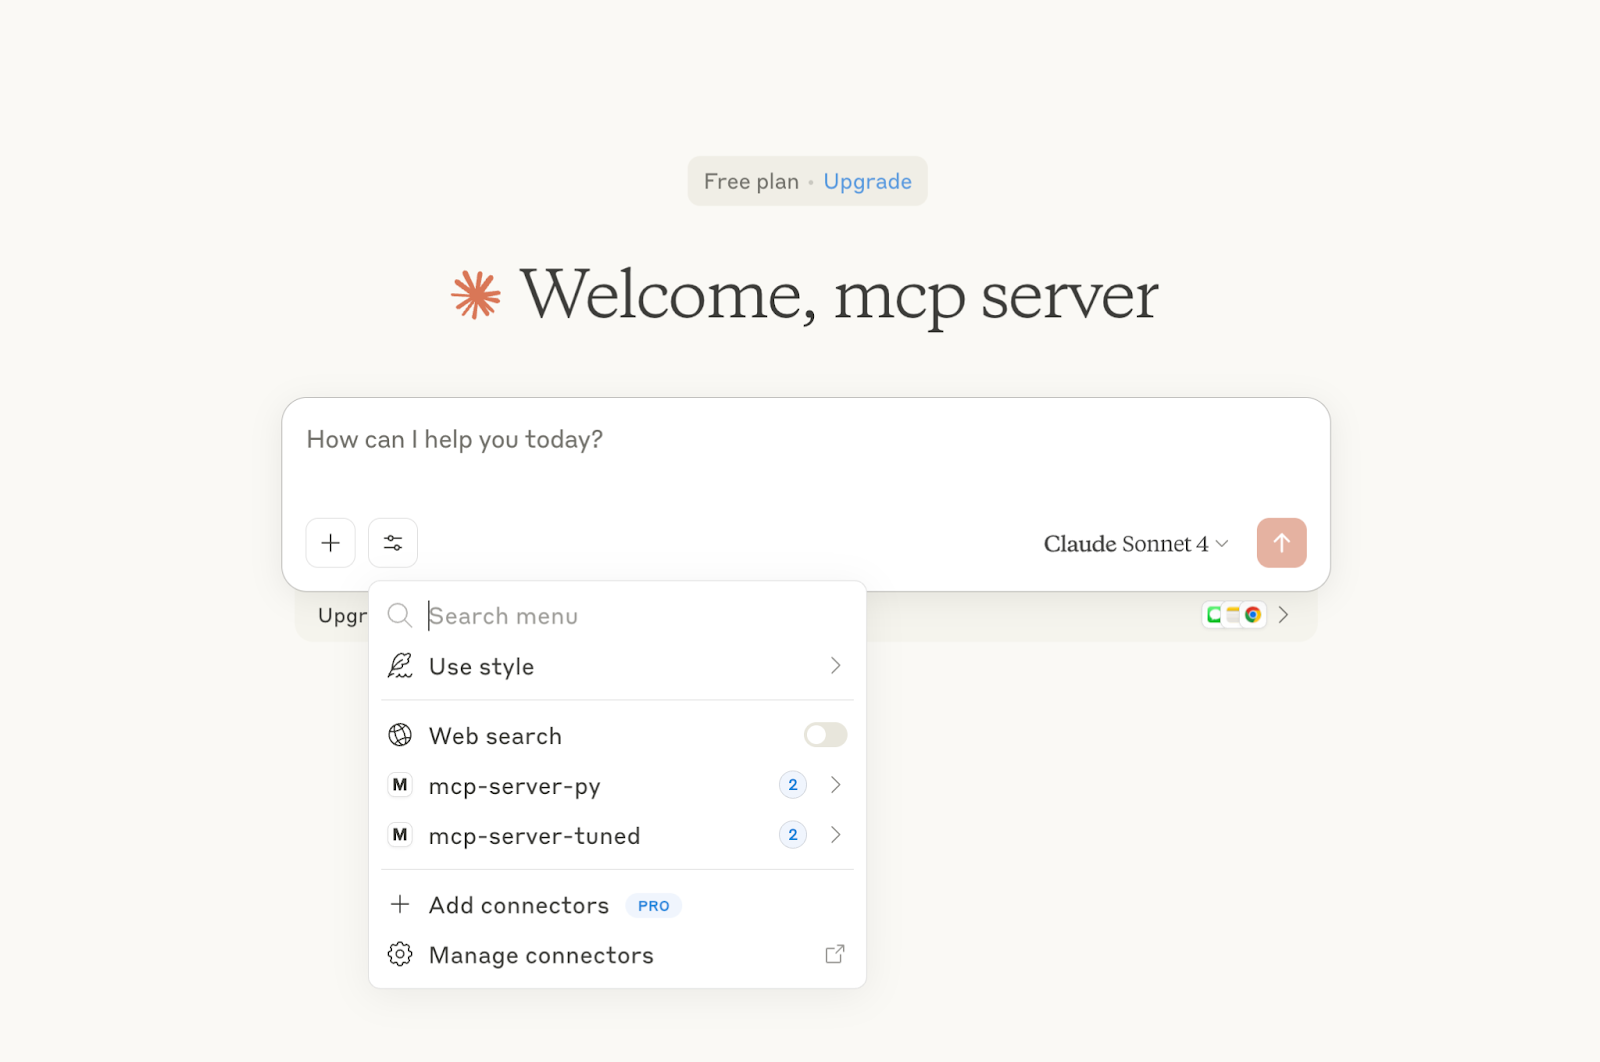 Free plan • Upgrade
Welcome, mcp server
How can I help you today?
Claude Sonnet 4
Upgr
Search menu
Use style
Web search
M mcp-server-py 2
M mcp-server-tuned 2
Add connectors PRO
Manage connectors